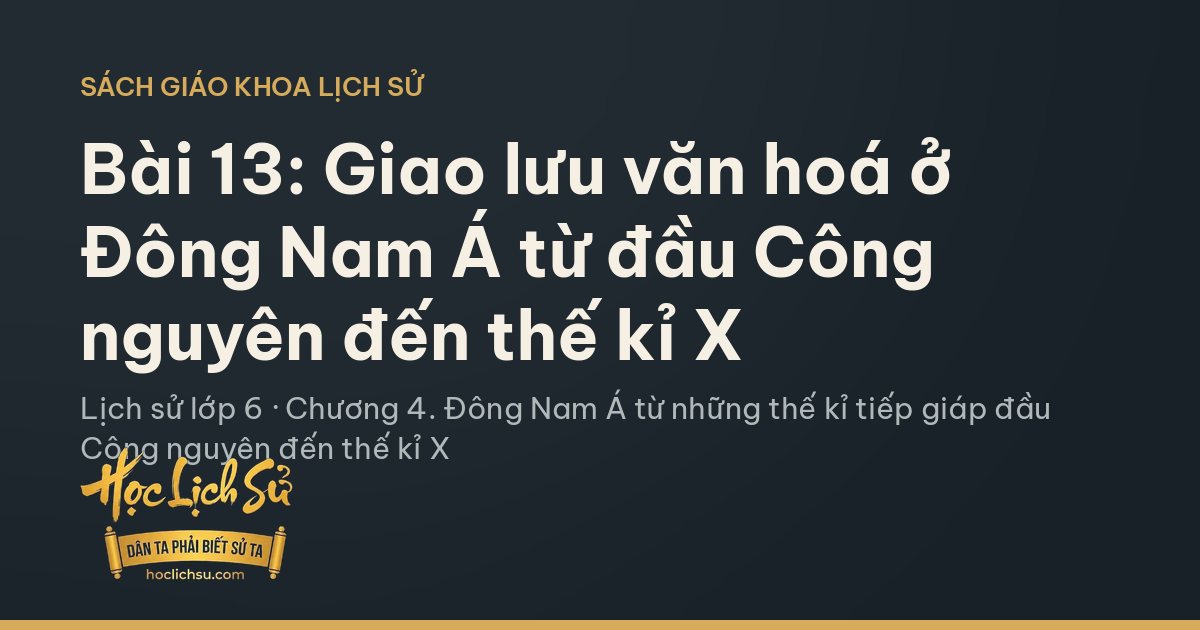 SÁCH GIÁO KHOA LỊCH SỬ
Bài 13: Giao lưu văn hoá ở
Đông Nam Á từ đầu Công
nguyên đến thế kỉ X
Lịch sử lớp 6 · Chương 4. Đông Nam Á từ những thế kỉ tiếp giáp đầu
Công nguyên đến thế kỉ X
Học Lịch Sử
DÂN TA PHẢI BIẾT SỬ TA
hoclichsu.com